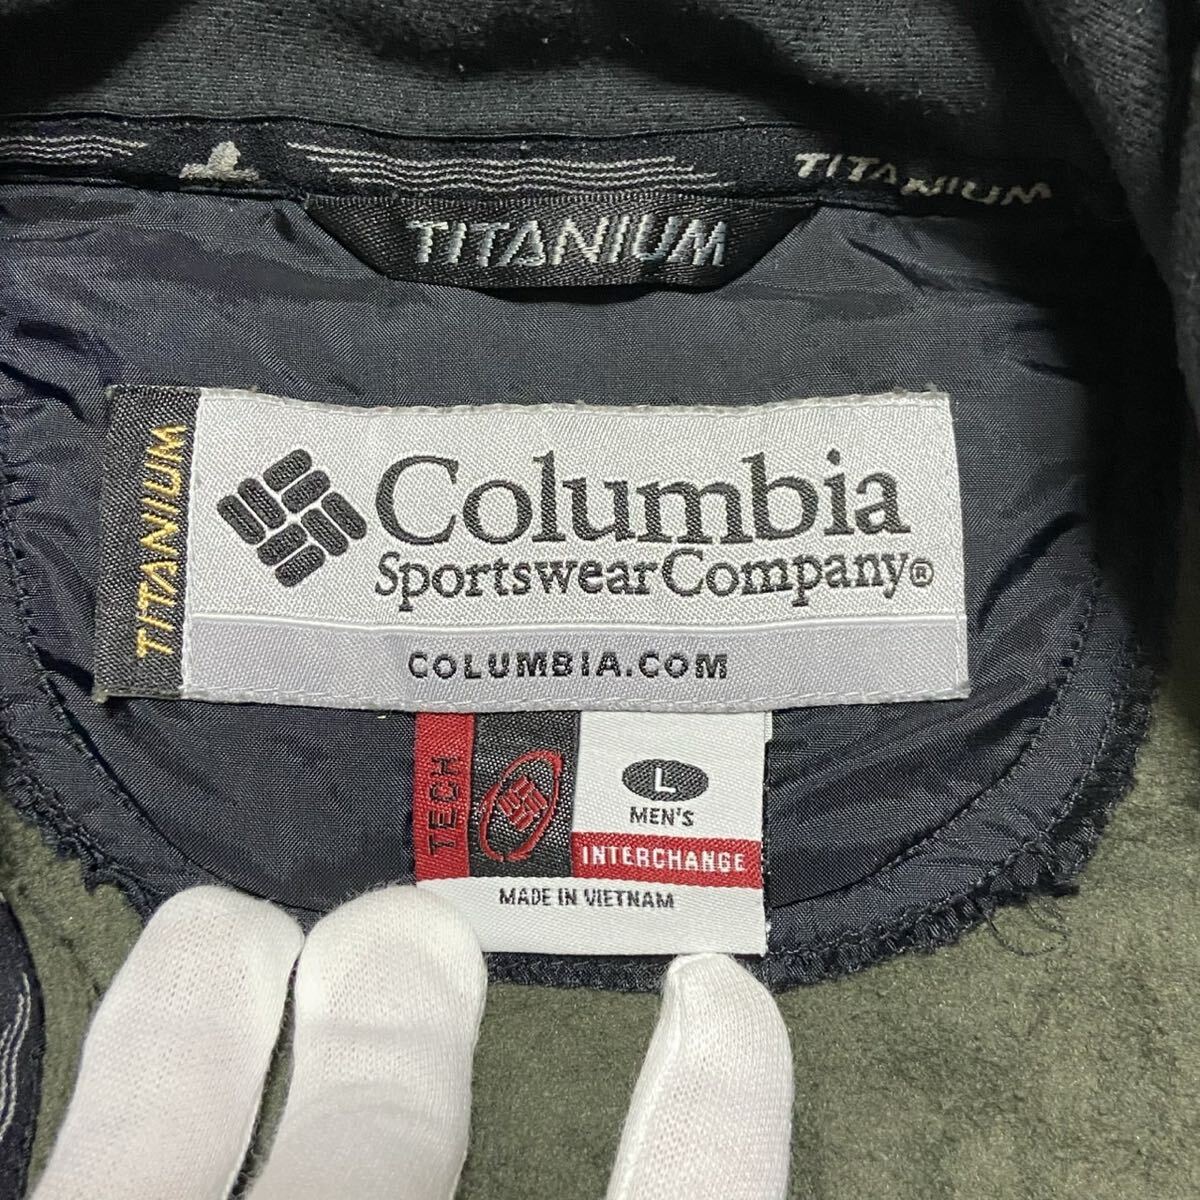 TITANIUM
TITANIUM
TITANIUM
Columbia
Sportswear Company®
COLUMBIA.COM
TECH
L
MEN'S
INTERCHANGE
MADE IN VIETNAM